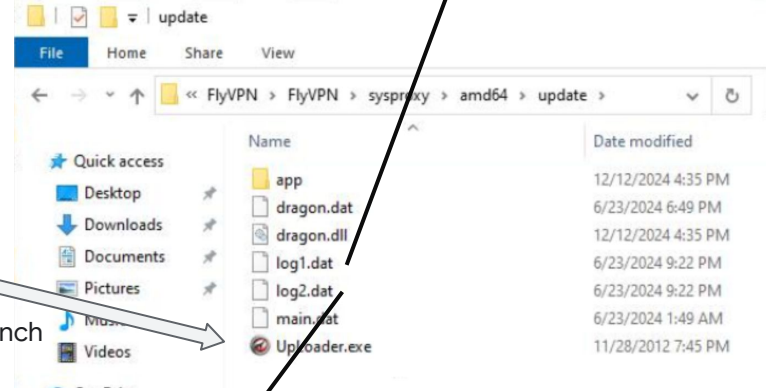 update
File Home Share View
« FlyVPN > FlyVPN > sysproxy > amd64 > update >
Name Date modified
Quick access
Desktop
Downloads
Documents
Pictures
Videos
nch
app 12/12/2024 4:35 PM
dragon.dat 6/23/2024 6:49 PM
dragon.dll 12/12/2024 4:35 PM
log1.dat 6/23/2024 9:22 PM
log2.dat 6/23/2024 9:22 PM
main.dat 6/23/2024 1:49 AM
Uploader.exe 11/28/2012 7:45 PM